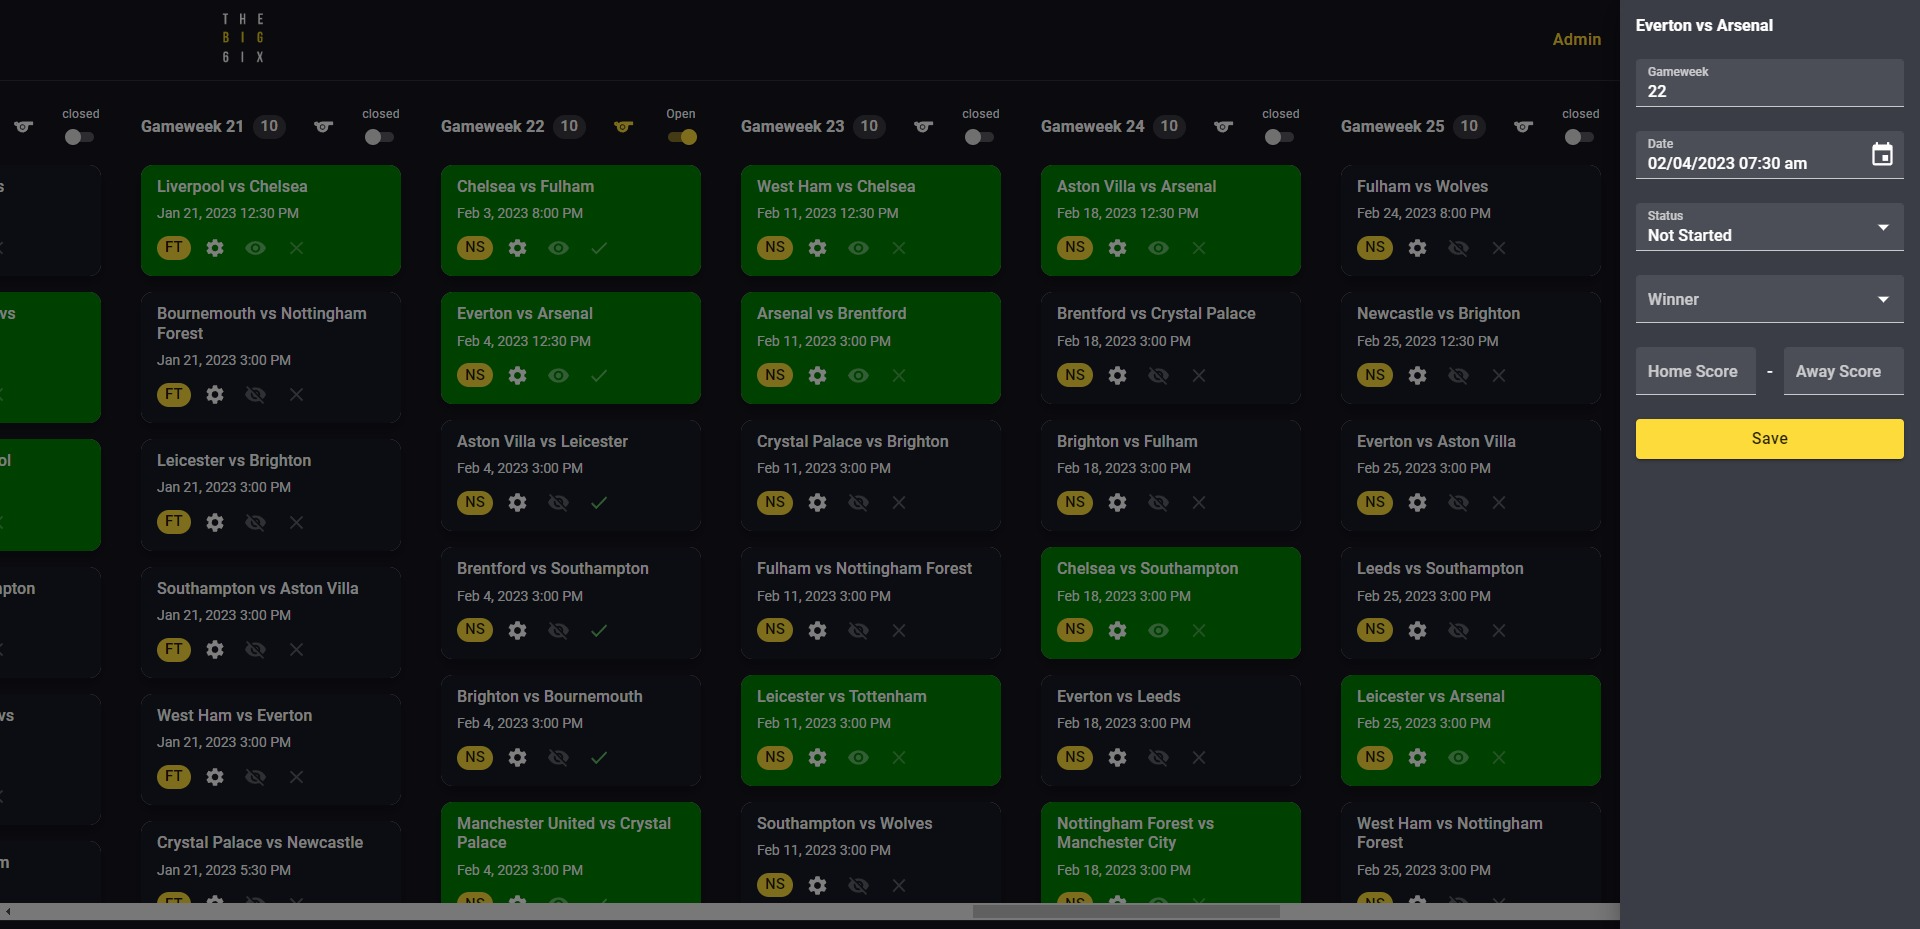 THE
BIG
6IX
Admin
closed
Gameweek 21 10
closed
Gameweek 22 10
Open
Gameweek 23 10
closed
Gameweek 24 10
closed
Gameweek 25 10
closed
s
vs
ol
pton
vs
m
Liverpool vs Chelsea
Jan 21, 2023 12:30 PM
FT
Bournemouth vs Nottingham
Forest
Jan 21, 2023 3:00 PM
FT
Leicester vs Brighton
Jan 21, 2023 3:00 PM
FT
Southampton vs Aston Villa
Jan 21, 2023 3:00 PM
FT
West Ham vs Everton
Jan 21, 2023 3:00 PM
FT
Crystal Palace vs Newcastle
Jan 21, 2023 5:30 PM
FT
Chelsea vs Fulham
Feb 3, 2023 8:00 PM
NS
Everton vs Arsenal
Feb 4, 2023 12:30 PM
NS
Aston Villa vs Leicester
Feb 4, 2023 3:00 PM
NS
Brentford vs Southampton
Feb 4, 2023 3:00 PM
NS
Brighton vs Bournemouth
Feb 4, 2023 3:00 PM
NS
Manchester United vs Crystal
Palace
Feb 4, 2023 3:00 PM
NS
West Ham vs Chelsea
Feb 11, 2023 12:30 PM
NS
Arsenal vs Brentford
Feb 11, 2023 3:00 PM
NS
Crystal Palace vs Brighton
Feb 11, 2023 3:00 PM
NS
Fulham vs Nottingham Forest
Feb 11, 2023 3:00 PM
NS
Leicester vs Tottenham
Feb 11, 2023 3:00 PM
NS
Southampton vs Wolves
Feb 11, 2023 3:00 PM
NS
Aston Villa vs Arsenal
Feb 18, 2023 12:30 PM
NS
Brentford vs Crystal Palace
Feb 18, 2023 3:00 PM
NS
Brighton vs Fulham
Feb 18, 2023 3:00 PM
NS
Chelsea vs Southampton
Feb 18, 2023 3:00 PM
NS
Everton vs Leeds
Feb 18, 2023 3:00 PM
NS
Nottingham Forest vs
Manchester City
Feb 18, 2023 3:00 PM
NS
Fulham vs Wolves
Feb 24, 2023 8:00 PM
NS
Newcastle vs Brighton
Feb 25, 2023 12:30 PM
NS
Everton vs Aston Villa
Feb 25, 2023 3:00 PM
NS
Leeds vs Southampton
Feb 25, 2023 3:00 PM
NS
Leicester vs Arsenal
Feb 25, 2023 3:00 PM
NS
West Ham vs Nottingham
Forest
Feb 25, 2023 3:00 PM
NS
Everton vs Arsenal
Gameweek
22
Date
02/04/2023 07:30 am
Status
Not Started
Winner
Home Score - Away Score
Save